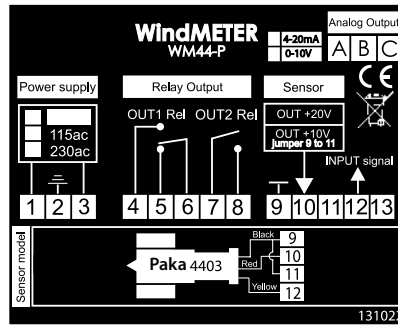 WindMETER
WM44-P
4-20mA
0-10V
Analog Output
A B C
Power supply
115ac
230ac
Relay Output
OUT1 Rel OUT2 Rel
Sensor
OUT +20V
OUT +10V
jumper 9 to 11
INPUT signal
CE
1 2 3 4 5 6 7 8 9 10 11 12 13
Sensor model
Paka 4403
Black
Red
Yellow
9
10
11
12
131022